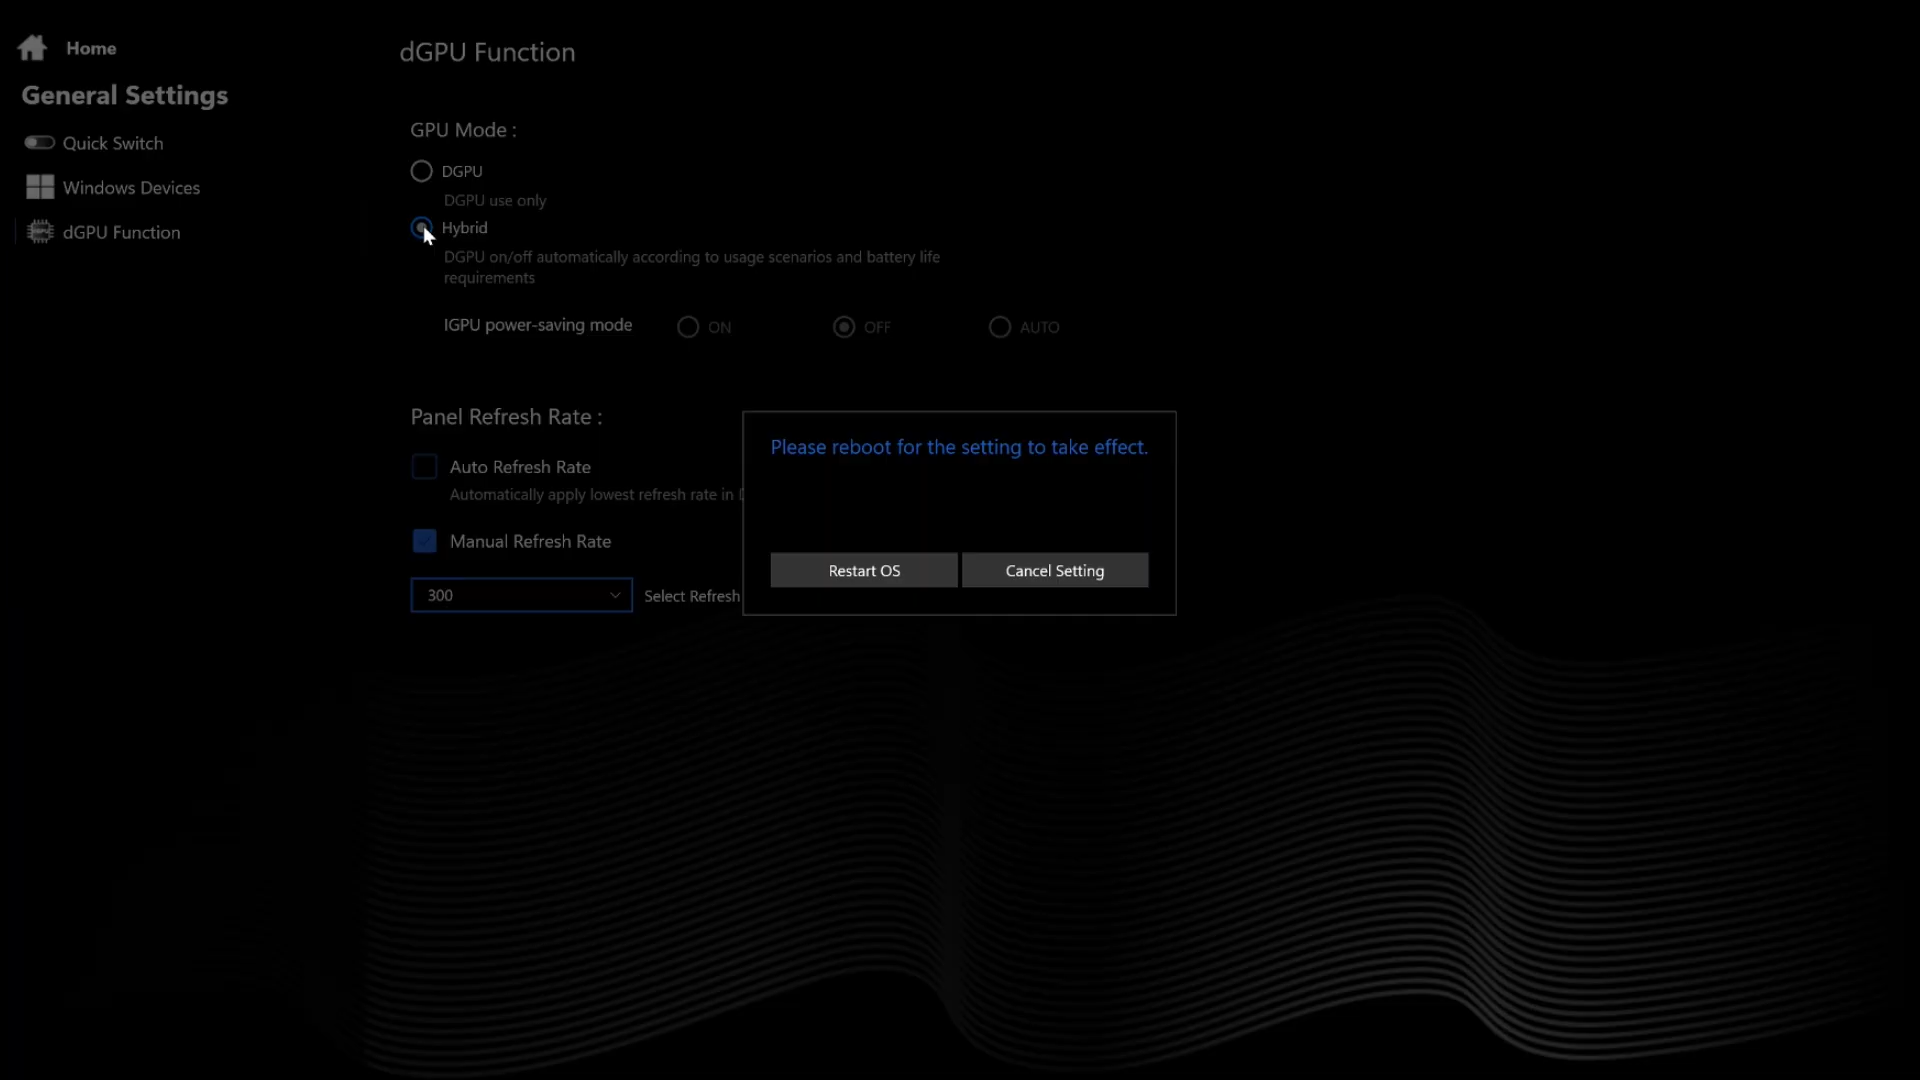 Home
General Settings
Quick Switch
Windows Devices
dGPU Function
dGPU Function
GPU Mode :
DGPU
DGPU use only
Hybrid
DGPU on/off automatically according to usage scenarios and battery life
requirements
IGPU power-saving mode
ON
OFF
AUTO
Panel Refresh Rate :
Auto Refresh Rate
Automatically apply lowest refresh rate in
Manual Refresh Rate
300
Select Refresh
Please reboot for the setting to take effect.
Restart OS
Cancel Setting